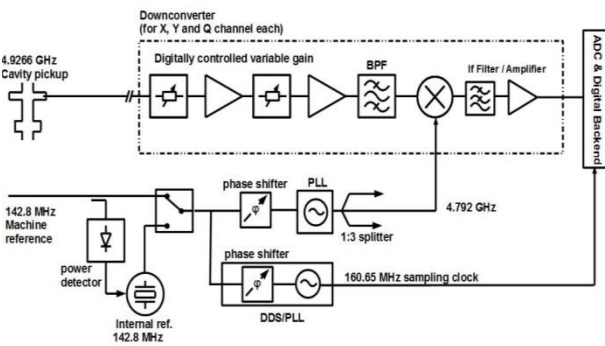 Downconverter
(for X, Y and Q channel each)
4.9266 GHz
Cavity pickup
Digitally controlled variable gain
BPF
If Filter / Amplifier
ADC & Digital Backend
142.8 MHz
Machine
reference
phase shifter
PLL
φ
4.792 GHz
1:3 splitter
power
detector
phase shifter
φ
160.65 MHz sampling clock
DDS/PLL
Internal ref.
142.8 MHz